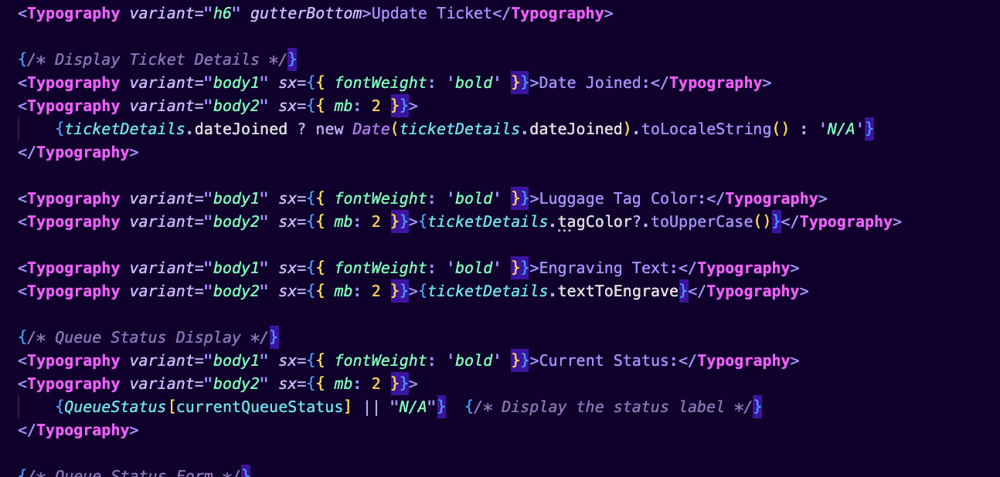 <Typography variant="h6" gutterBottom>Update Ticket</Typography>
{/* Display Ticket Details */}
<Typography variant="body1" sx={{ fontWeight: 'bold' }}>Date Joined:</Typography>
<Typography variant="body2" sx={{ mb: 2 }}>
{ticketDetails.dateJoined ? new Date(ticketDetails.dateJoined).toLocaleString() : 'N/A'}
</Typography>
<Typography variant="body1" sx={{ fontWeight: 'bold' }}>Luggage Tag Color:</Typography>
<Typography variant="body2" sx={{ mb: 2 }}>{ticketDetails.tagColor?.toUpperCase()}</Typography>
<Typography variant="body1" sx={{ fontWeight: 'bold' }}>Engraving Text:</Typography>
<Typography variant="body2" sx={{ mb: 2 }}>{ticketDetails.textToEngrave}</Typography>
{/* Queue Status Display */}
<Typography variant="body1" sx={{ fontWeight: 'bold' }}>Current Status:</Typography>
<Typography variant="body2" sx={{ mb: 2 }}>
{QueueStatus[currentQueueStatus] || "N/A"}  {/* Display the status label */}
</Typography>
{/* Queue Status Form */}